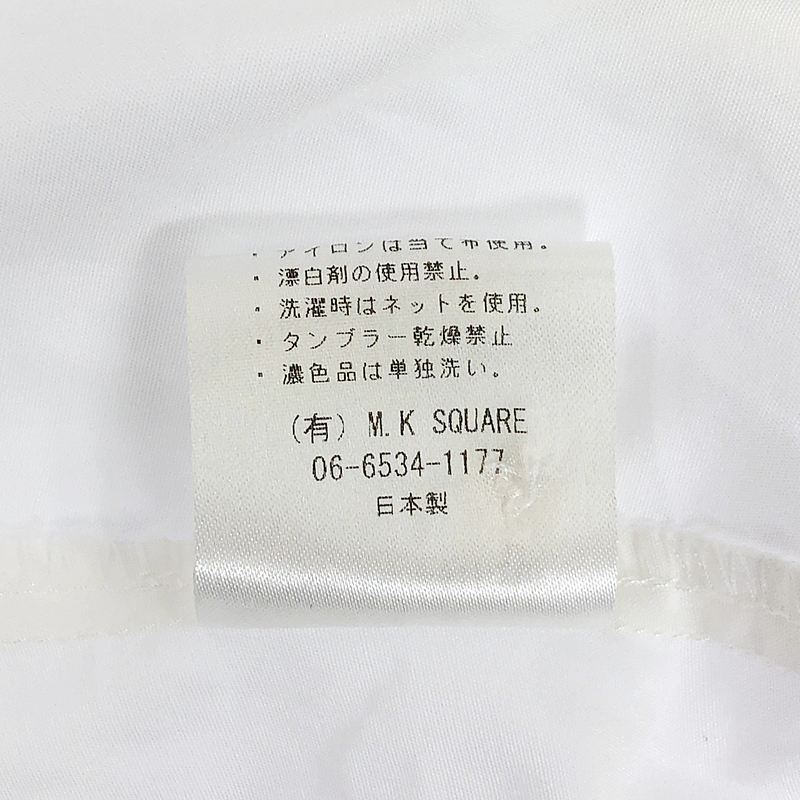 ・アイロンは当て布使用。
・漂白剤の使用禁止。
・洗濯時はネットを使用。
・タンブラー乾燥禁止
・濃色品は単独洗い。
(有) M.K SQUARE
06-6534-1177
日本製